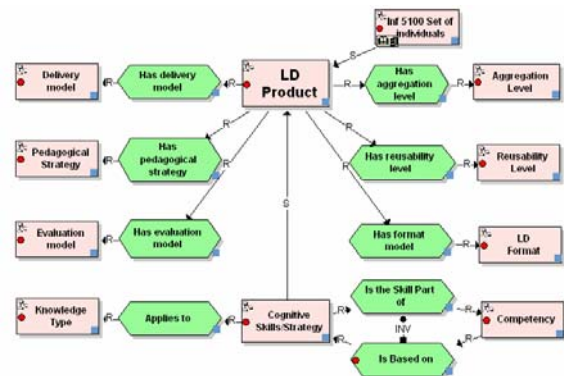 Inf 5100 Set of
individuals
S
Delivery model
R
Has delivery
model
R
LD
Product
R
Has
aggregation
level
R
Aggregation
Level
Pedagogical
Strategy
R
Has
pedagogical
strategy
R
R
R
R
Has reusability
level
R
Reusability
Level
Evaluation
model
R
Has evaluation
model
S
Has format
model
R
LD
Format
Knowledge
Type
R
Applies to
R
Cognitive
Skills/Strategy
R
Is the Skill Part
of
R
Competency
INV
R
Is Based on
R